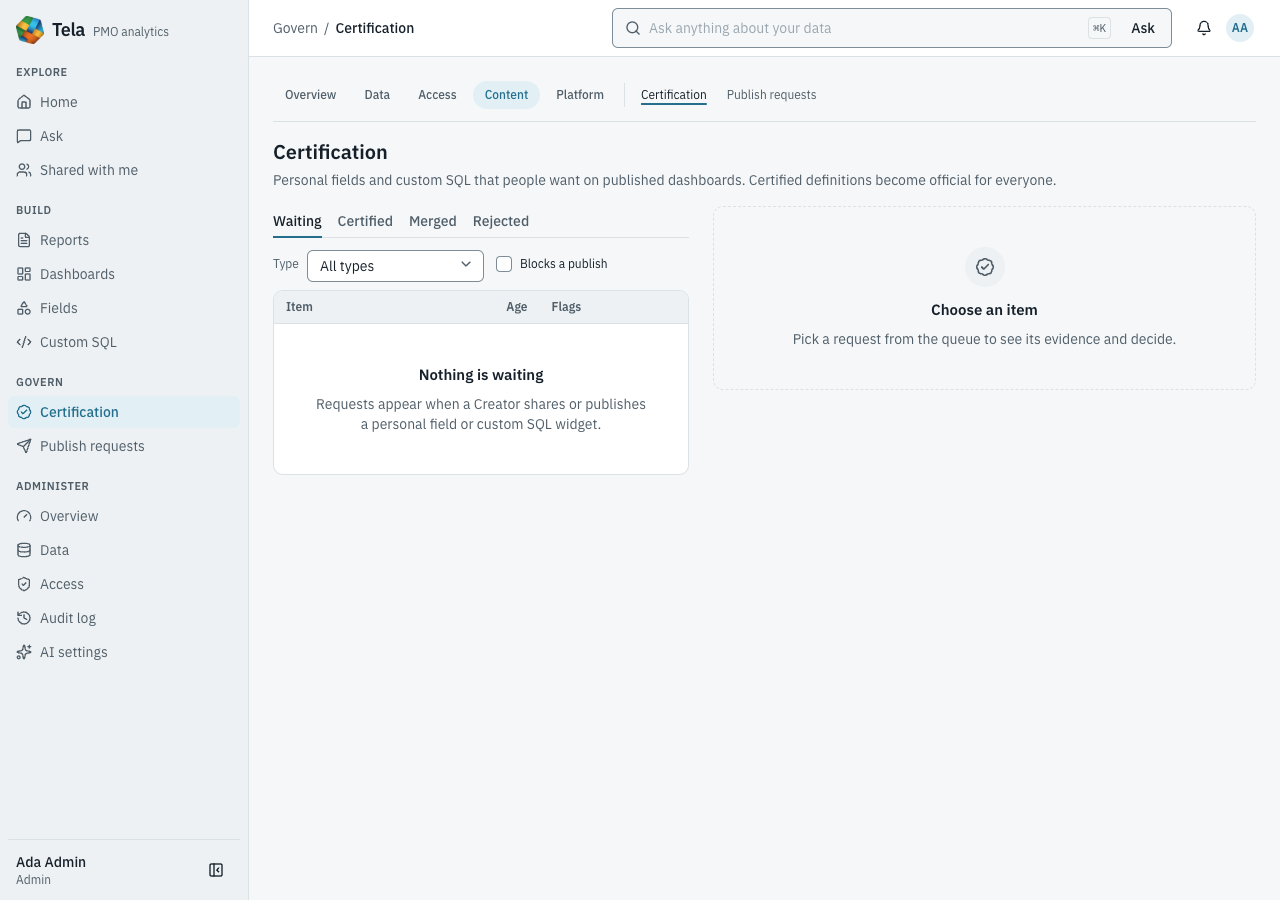 Tela PMO analytics
EXPLORE
Home
Ask
Shared with me
BUILD
Reports
Dashboards
Fields
Custom SQL
GOVERN
Certification
Publish requests
ADMINISTER
Overview
Data
Access
Audit log
AI settings
Ada Admin
Admin
Govern / Certification
Ask anything about your data ⌘K Ask
AA
Overview Data Access Content Platform Certification Publish requests
Certification
Personal fields and custom SQL that people want on published dashboards. Certified definitions become official for everyone.
Waiting Certified Merged Rejected
Type All types Blocks a publish
Item Age Flags
Nothing is waiting
Requests appear when a Creator shares or publishes
a personal field or custom SQL widget.
Choose an item
Pick a request from the queue to see its evidence and decide.